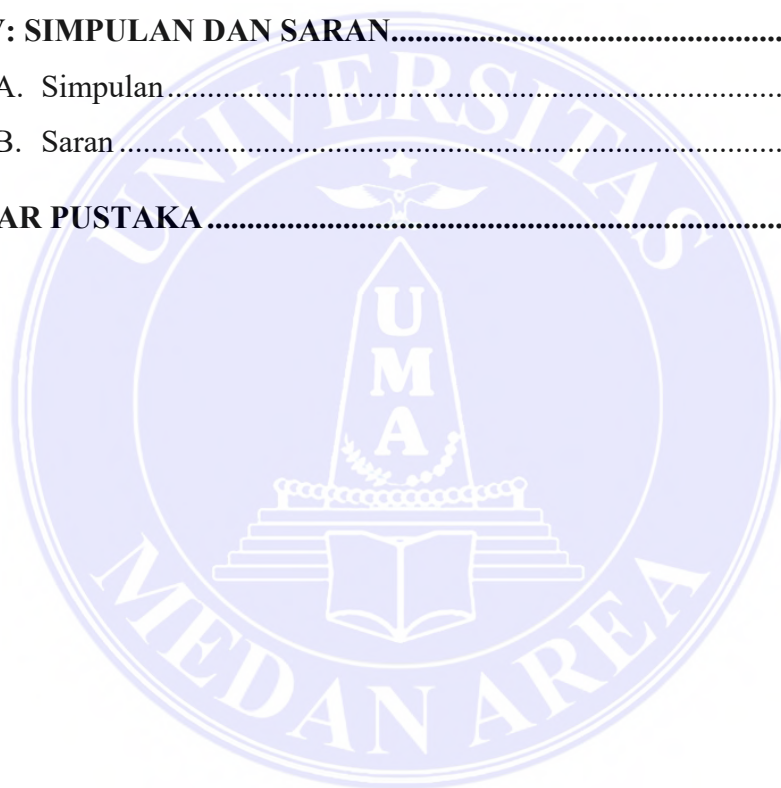 : SIMPULAN DAN SARAN..............................................................
A. Simpulan..............................................................................
B. Saran....................................................................................
AR PUSTAKA........................................................................
UNIVERSITAS
U
M
A
MEDAN AREA